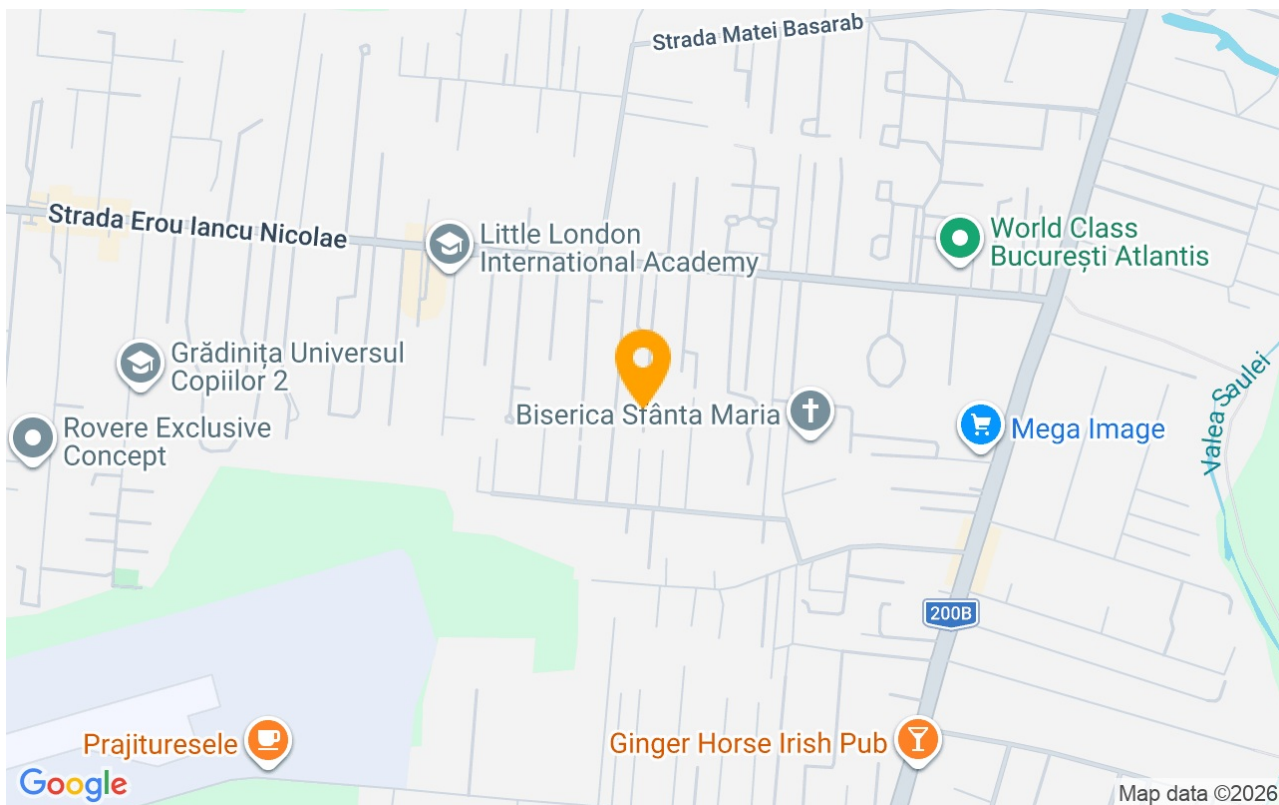 Strada Matei Basarab
Strada Erou Iancu Nicolae
Little London
International Academy
World Class
București Atlantis
Grădinița Universul
Copiilor 2
Biserica Sfânta Maria
Rovere Exclusive
Concept
Mega Image
Valea Saulei
200B
Prajituresele
Ginger Horse Irish Pub
Google
Map data ©2026